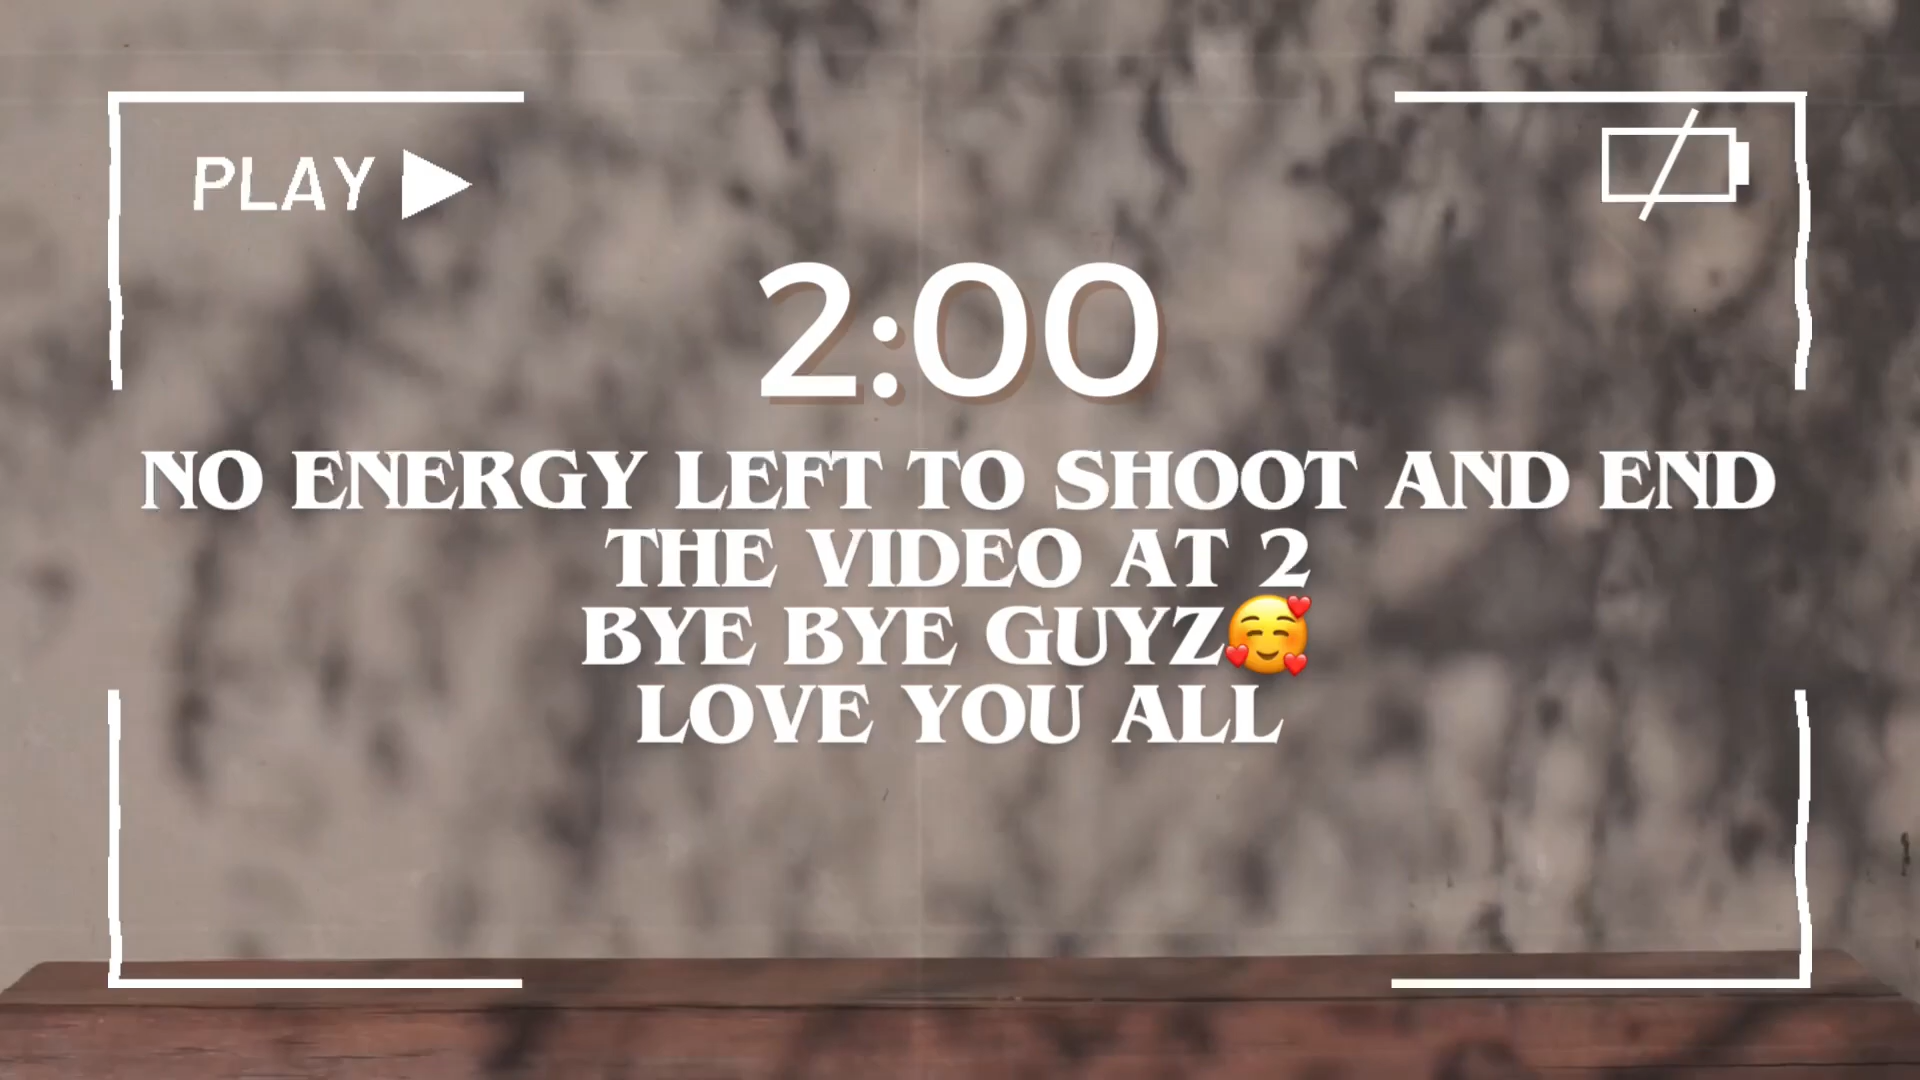 PLAY
2:00
NO ENERGY LEFT TO SHOOT AND END
THE VIDEO AT 2
BYE BYE GUYZ🥰
LOVE YOU ALL